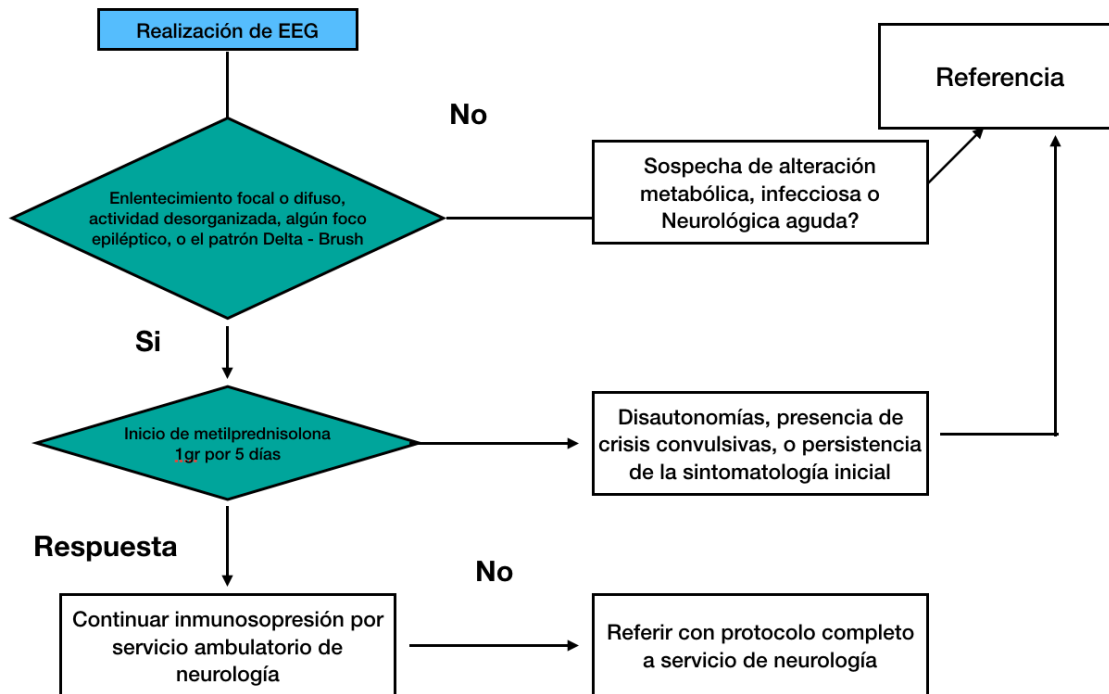 Realización de EEG
Referencia
No
Sospecha de alteración
metabólica, infecciosa o
Neurológica aguda?
Enlentecimiento focal o difuso,
actividad desorganizada, algún foco
epiléptico, o el patrón Delta - Brush
Si
Inicio de metilprednisolona
1gr por 5 días
Disautonomías, presencia de
crisis convulsivas, o persistencia
de la sintomatología inicial
Respuesta
No
Continuar inmunosopresión por
servicio ambulatorio de
neurología
Referir con protocolo completo
a servicio de neurología